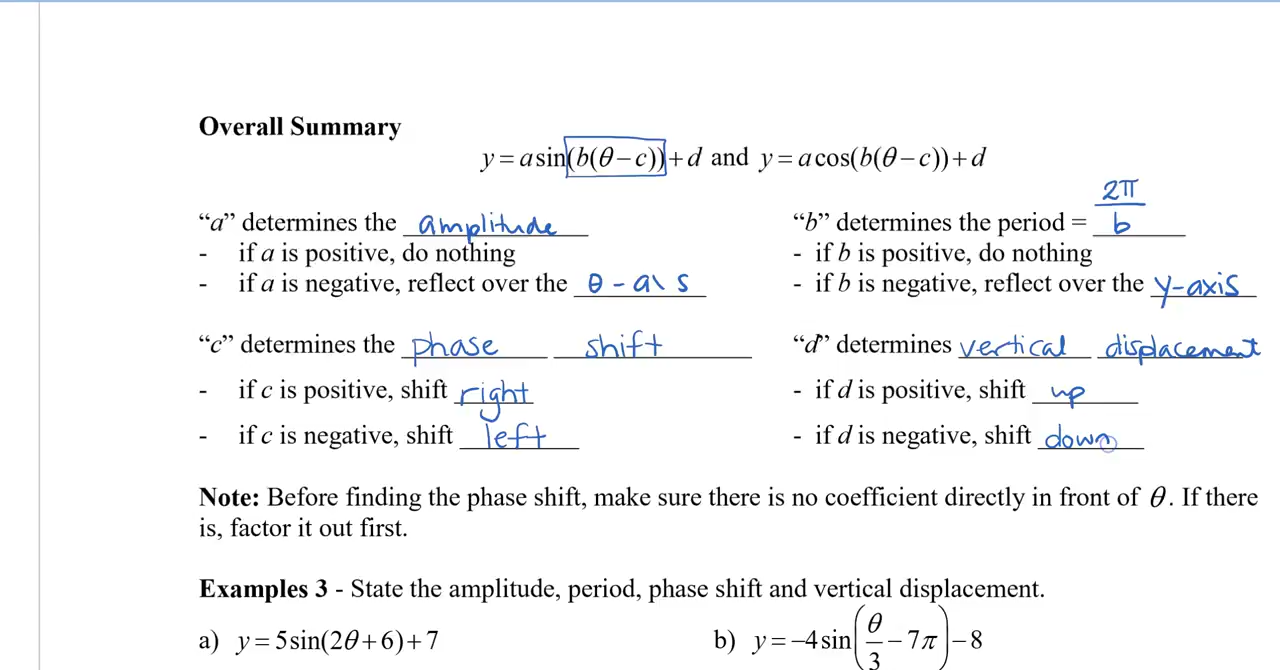 Overall Summary
y = a sin(b(θ − c)) + d and y = a cos(b(θ − c)) + d
“a” determines the amplitude
- if a is positive, do nothing
- if a is negative, reflect over the θ - a\ s
“b” determines the period = 2π / b
- if b is positive, do nothing
- if b is negative, reflect over the y-axis
“c” determines the phase shift
- if c is positive, shift right
- if c is negative, shift left
“d” determines vertical displacement
- if d is positive, shift up
- if d is negative, shift down
Note: Before finding the phase shift, make sure there is no coefficient directly in front of θ. If there
is, factor it out first.
Examples 3 - State the amplitude, period, phase shift and vertical displacement.
a) y = 5sin(2θ + 6) + 7
b) y = −4sin(θ/3 − 7π) − 8